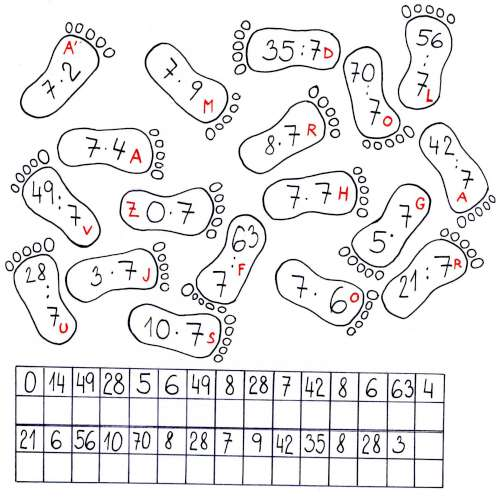 7·2 A''
7·9 M
35:7 D
70:7 O
56:7 L
7·4 A
8·7 R
42:7 A
49:7 V
Z 0·7
7·7 H
5·7 G
63:7 F
28:7 U
3·7 J
7·6 O
21:7 R
10·7 S
0 14 49 28 5 6 49 8 28 7 42 8 6 63 4
21 6 56 10 70 8 28 7 9 42 35 8 28 3